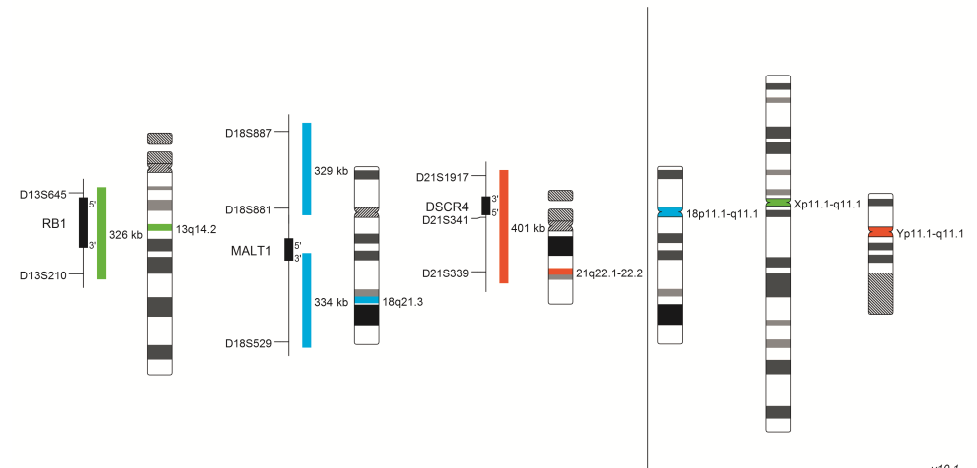 D13S645
5'
RB1
3'
D13S210
326 kb
13q14.2
D18S887
D18S881
MALT1
5'
3'
D18S529
329 kb
334 kb
18q21.3
D21S1917
DSCR4
3'
5'
D21S341
D21S339
401 kb
21q22.1-22.2
18p11.1-q11.1
Xp11.1-q11.1
Yp11.1-q11.1